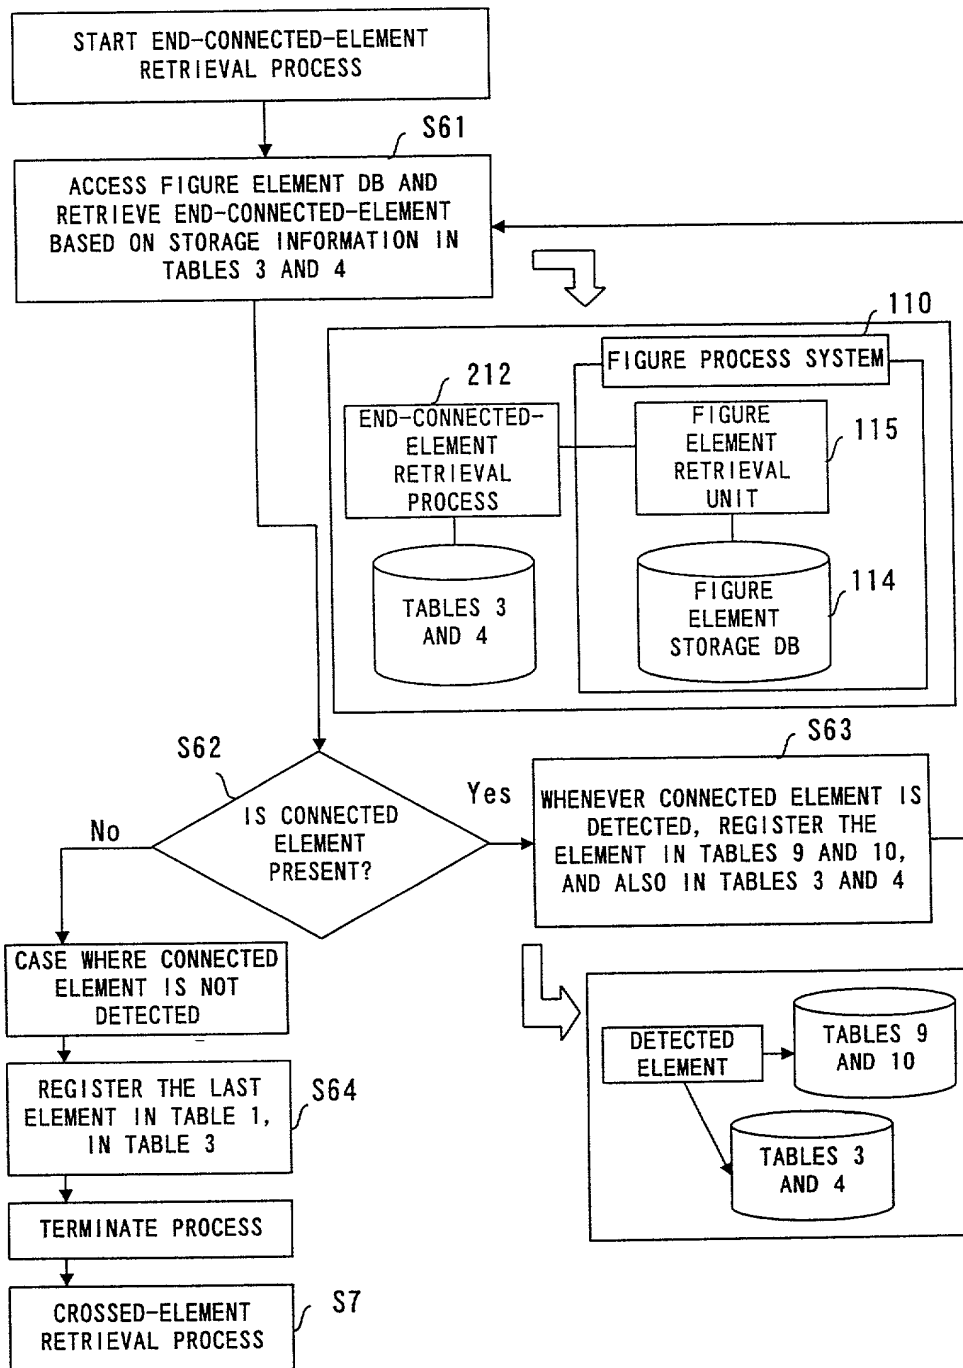 START END-CONNECTED-ELEMENT
RETRIEVAL PROCESS
S61
ACCESS FIGURE ELEMENT DB AND
RETRIEVE END-CONNECTED-ELEMENT
BASED ON STORAGE INFORMATION IN
TABLES 3 AND 4
110
FIGURE PROCESS SYSTEM
212
END-CONNECTED-
ELEMENT
RETRIEVAL
PROCESS
FIGURE
ELEMENT
RETRIEVAL
UNIT
115
TABLES 3
AND 4
FIGURE
ELEMENT
STORAGE DB
114
S62
IS CONNECTED
ELEMENT
PRESENT?
Yes
No
S63
WHENEVER CONNECTED ELEMENT IS
DETECTED, REGISTER THE
ELEMENT IN TABLES 9 AND 10,
AND ALSO IN TABLES 3 AND 4
CASE WHERE CONNECTED
ELEMENT IS NOT
DETECTED
DETECTED
ELEMENT
TABLES 9
AND 10
TABLES 3
AND 4
REGISTER THE LAST
ELEMENT IN TABLE 1,
IN TABLE 3
S64
TERMINATE PROCESS
CROSSED-ELEMENT
RETRIEVAL PROCESS
S7